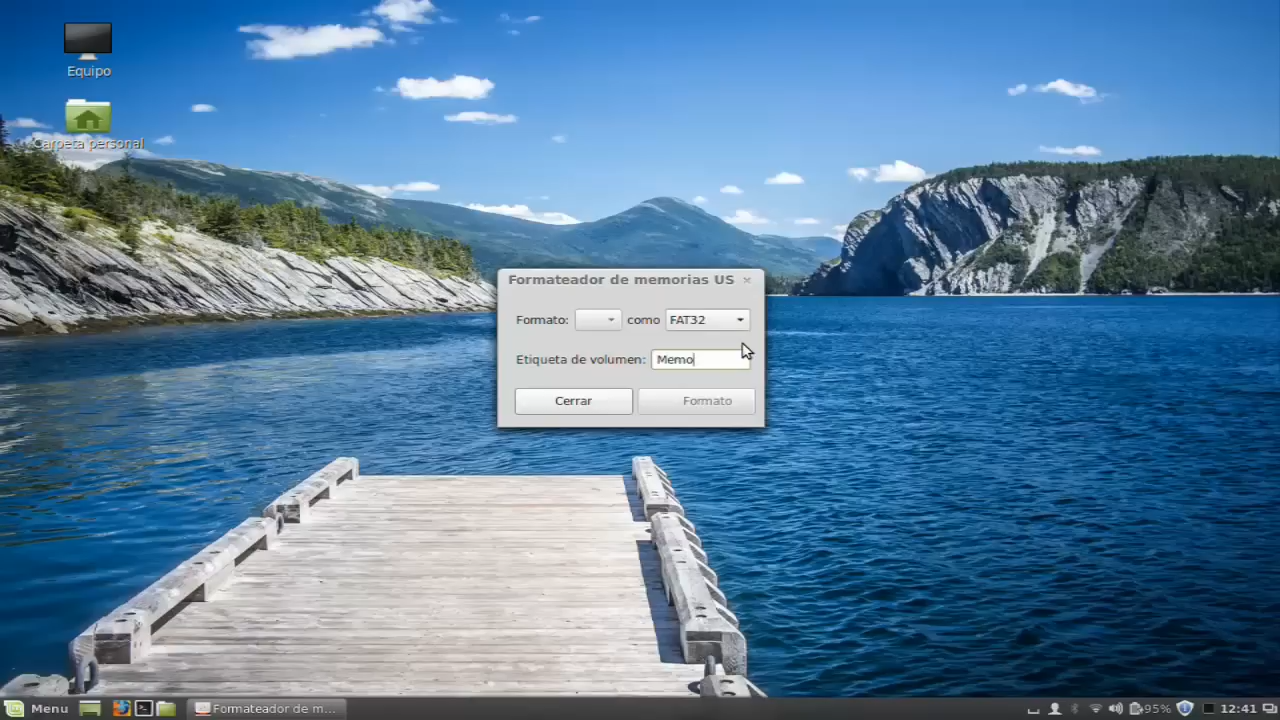 Equipo
Carpeta personal
Formateador de memorias US
Formato: como FAT32
Etiqueta de volumen: Memo
Cerrar Formato
Menu Formateador de m... 95% 12:41